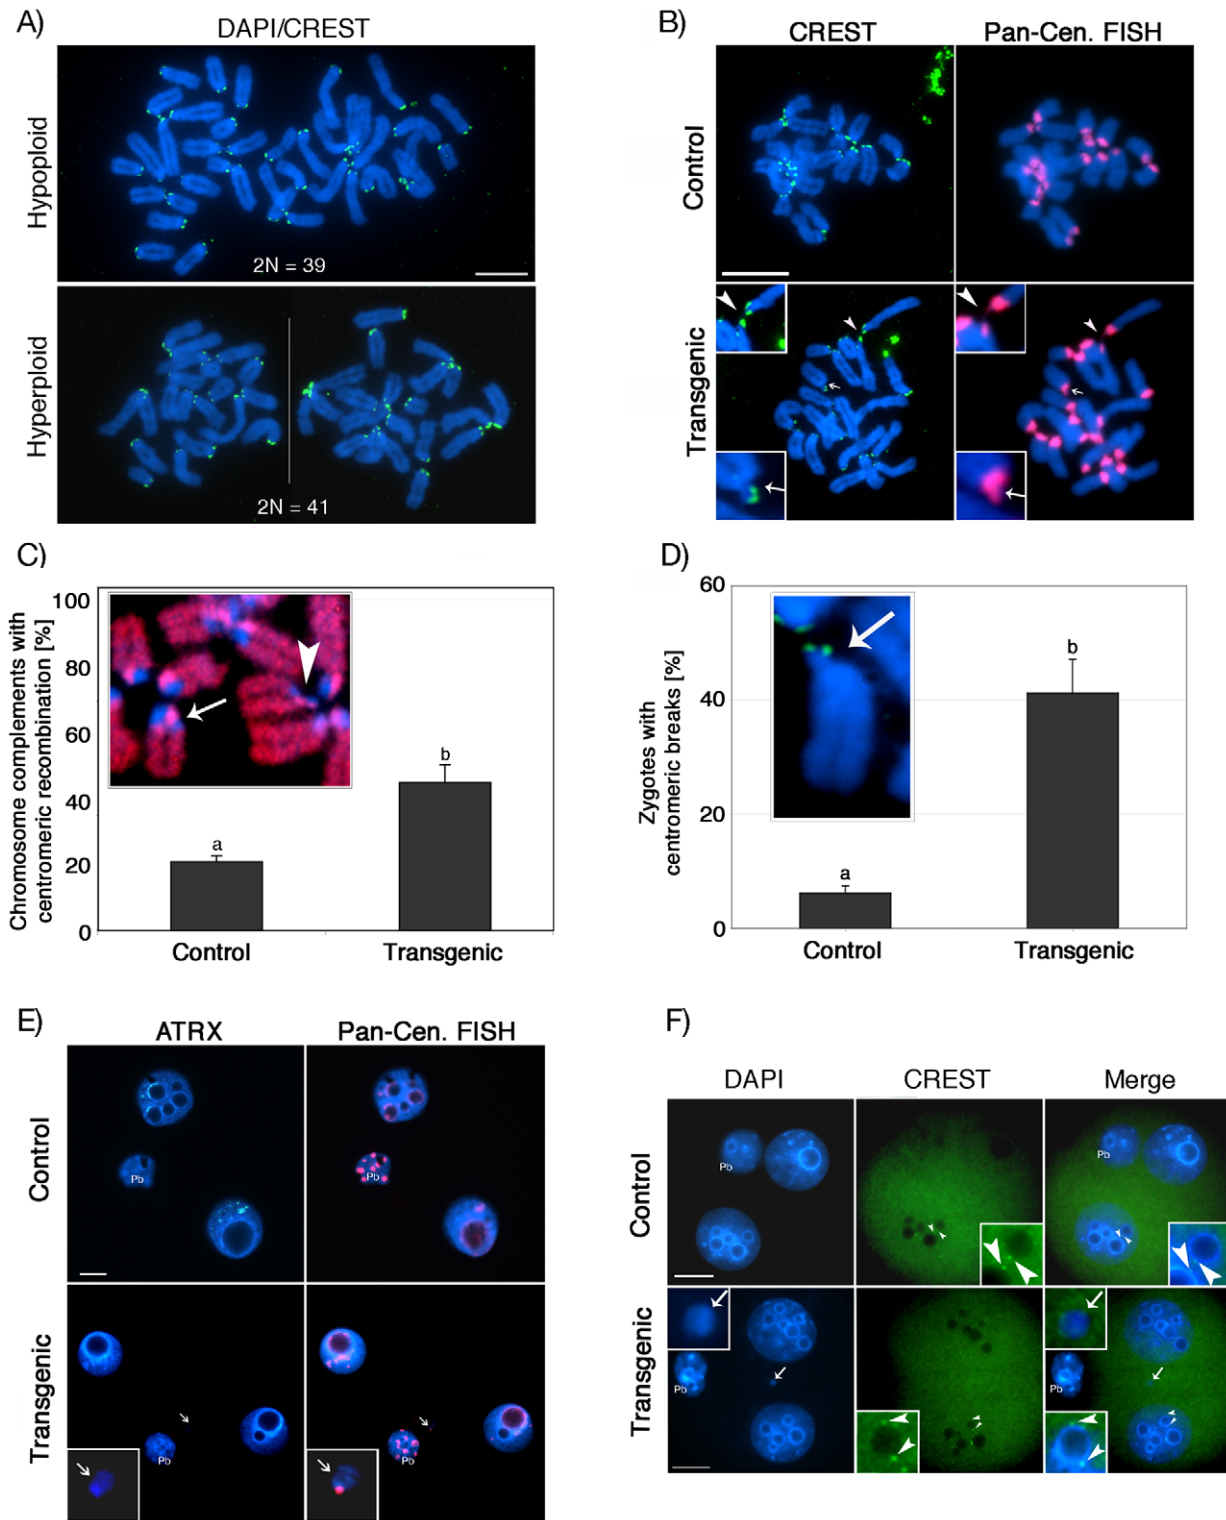 A)
DAPI/CREST
Hypoploid
2N = 39
Hyperploid
2N = 41
B)
CREST
Pan-Cen. FISH
Control
Transgenic
C)
Chromosome complements with
centromeric recombination [%]
100
80
60
40
20
0
a
b
Control
Transgenic
D)
Zygotes with
centromeric breaks [%]
60
40
20
0
a
b
Control
Transgenic
E)
ATRX
Pan-Cen. FISH
Control
Pb
Pb
Transgenic
Pb
Pb
F)
DAPI
CREST
Merge
Control
Pb
Pb
Transgenic
Pb
Pb